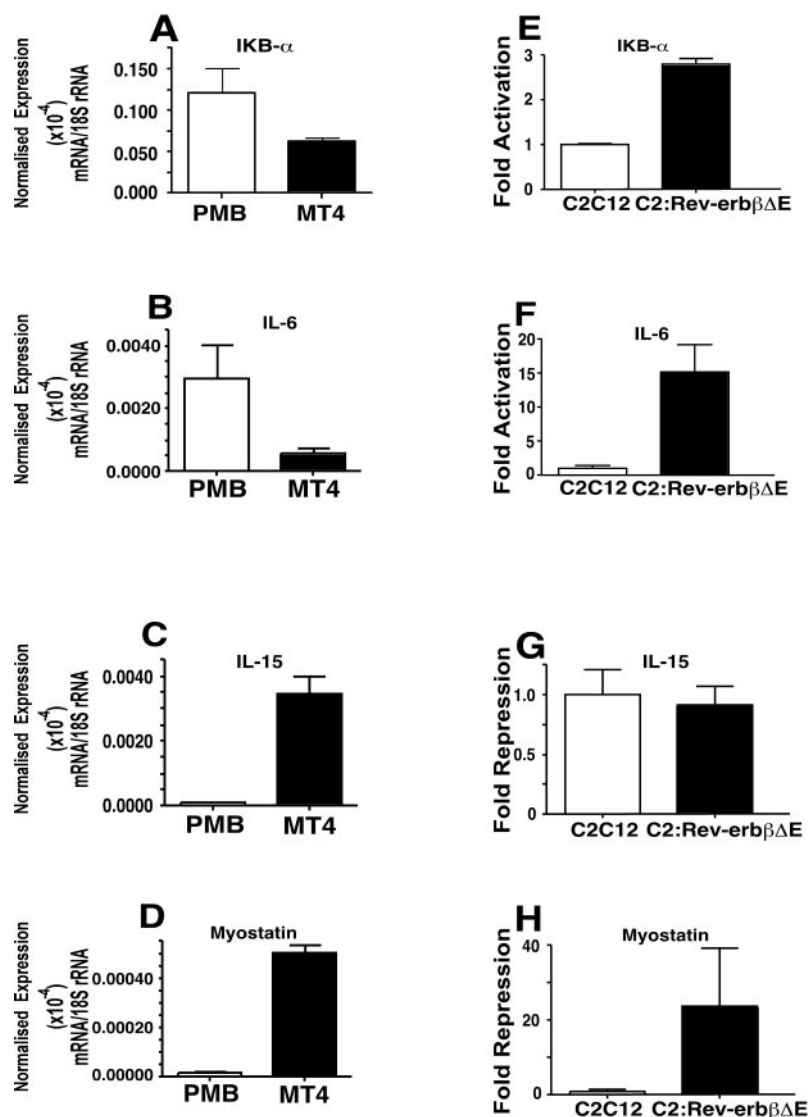 A
IKB-α
Normalised Expression
(x10⁻⁴)
mRNA/18S rRNA
0.150
0.100
0.050
0.000
PMB MT4
E
IKB-α
Fold Activation
3
2
1
0
C2C12 C2:Rev-erbβΔE
B
IL-6
Normalised Expression
(x10⁻⁴)
mRNA/18S rRNA
0.0040
0.0020
0.0000
PMB MT4
F
IL-6
Fold Activation
20
15
10
5
0
C2C12 C2:Rev-erbβΔE
C
IL-15
Normalised Expression
(x10⁻⁴)
mRNA/18S rRNA
0.0040
0.0020
0.0000
PMB MT4
G
IL-15
Fold Repression
1.0
0.5
0
C2C12 C2:Rev-erbβΔE
D
Myostatin
Normalised Expression
(x10⁻⁴)
mRNA/18S rRNA
0.00040
0.00020
0.00000
PMB MT4
H
Myostatin
Fold Repression
40
20
0
C2C12 C2:Rev-erbβΔE